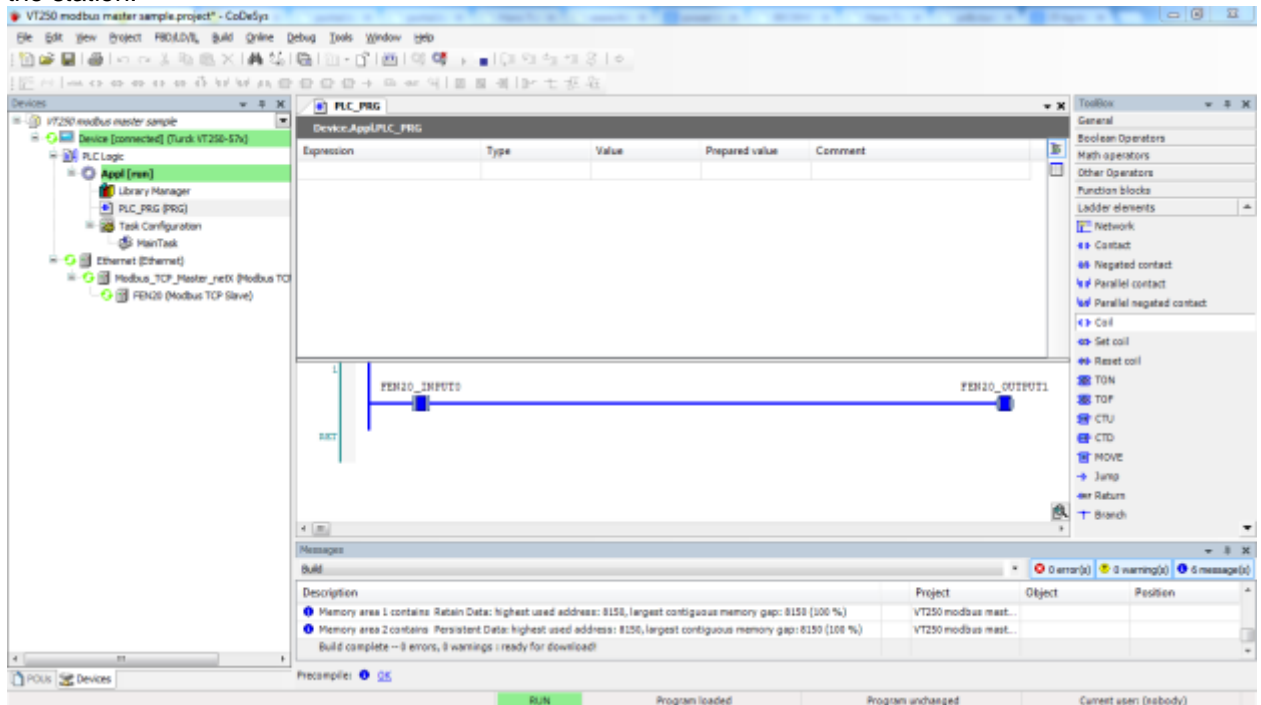 the station.
VT250 modbus master sample.project* - CoDeSys
File Edit View Project FBD/LD/IL Build Online Debug Tools Window Help
Devices
VT250 modbus master sample
Device [connected] (Turck VT250-57x)
PLC Logic
Appl [run]
Library Manager
PLC_PRG (PRG)
Task Configuration
MainTask
Ethernet (Ethernet)
Modbus_TCP_Master_netX (Modbus TCP
FEN20 (Modbus TCP Slave)
POUs Devices
PLC_PRG
Device.Appl.PLC_PRG
Expression Type Value Prepared value Comment
1
FEN20_INPUT0 FEN20_OUTPUT1
RET
ToolBox
General
Boolean Operators
Math operators
Other Operators
Function blocks
Ladder elements
Network
Contact
Negated contact
Parallel contact
Parallel negated contact
Coil
Set coil
Reset coil
TON
TOF
CTU
CTD
MOVE
Jump
Return
Branch
Messages
Build 0 error(s) 0 warning(s) 6 message(s)
Description Project Object Position
Memory area 1 contains Retain Data: highest used address: 8150, largest contiguous memory gap: 8150 (100 %) VT250 modbus mast...
Memory area 2 contains Persistent Data: highest used address: 8150, largest contiguous memory gap: 8150 (100 %) VT250 modbus mast...
Build complete -- 0 errors, 0 warnings : ready for download!
Precompile: OK
RUN Program loaded Program unchanged Current user: (nobody)